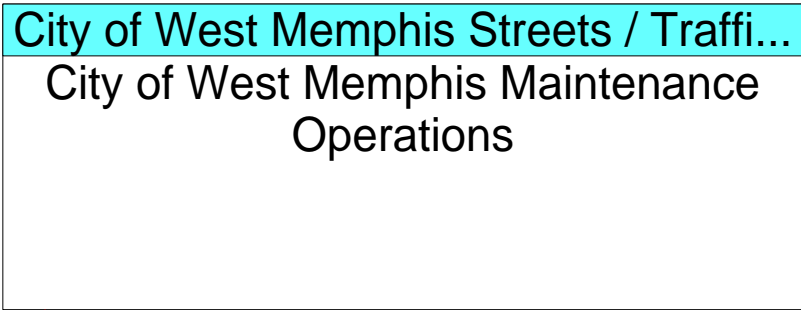 City of West Memphis Streets / Traffi...
City of West Memphis Maintenance
Operations